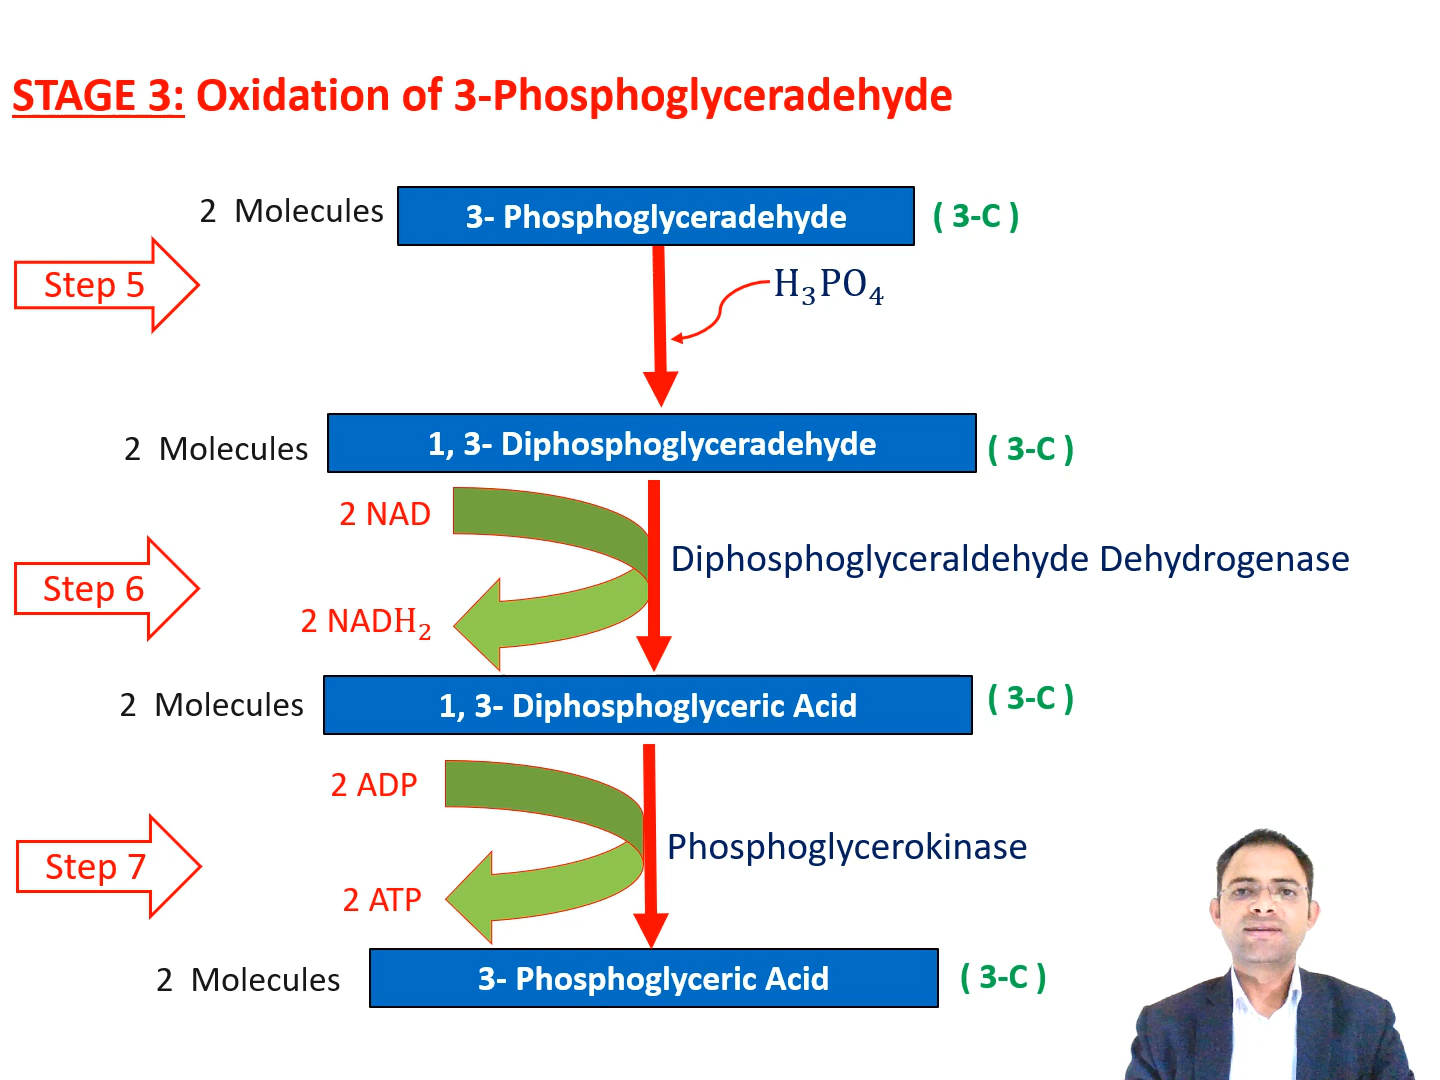 STAGE 3: Oxidation of 3-Phosphoglyceradehyde
2 Molecules
3- Phosphoglyceradehyde
( 3-C )
Step 5
H₃PO₄
2 Molecules
1, 3- Diphosphoglyceradehyde
( 3-C )
2 NAD
Diphosphoglyceraldehyde Dehydrogenase
Step 6
2 NADH₂
2 Molecules
1, 3- Diphosphoglyceric Acid
( 3-C )
2 ADP
Phosphoglycerokinase
Step 7
2 ATP
2 Molecules
3- Phosphoglyceric Acid
( 3-C )